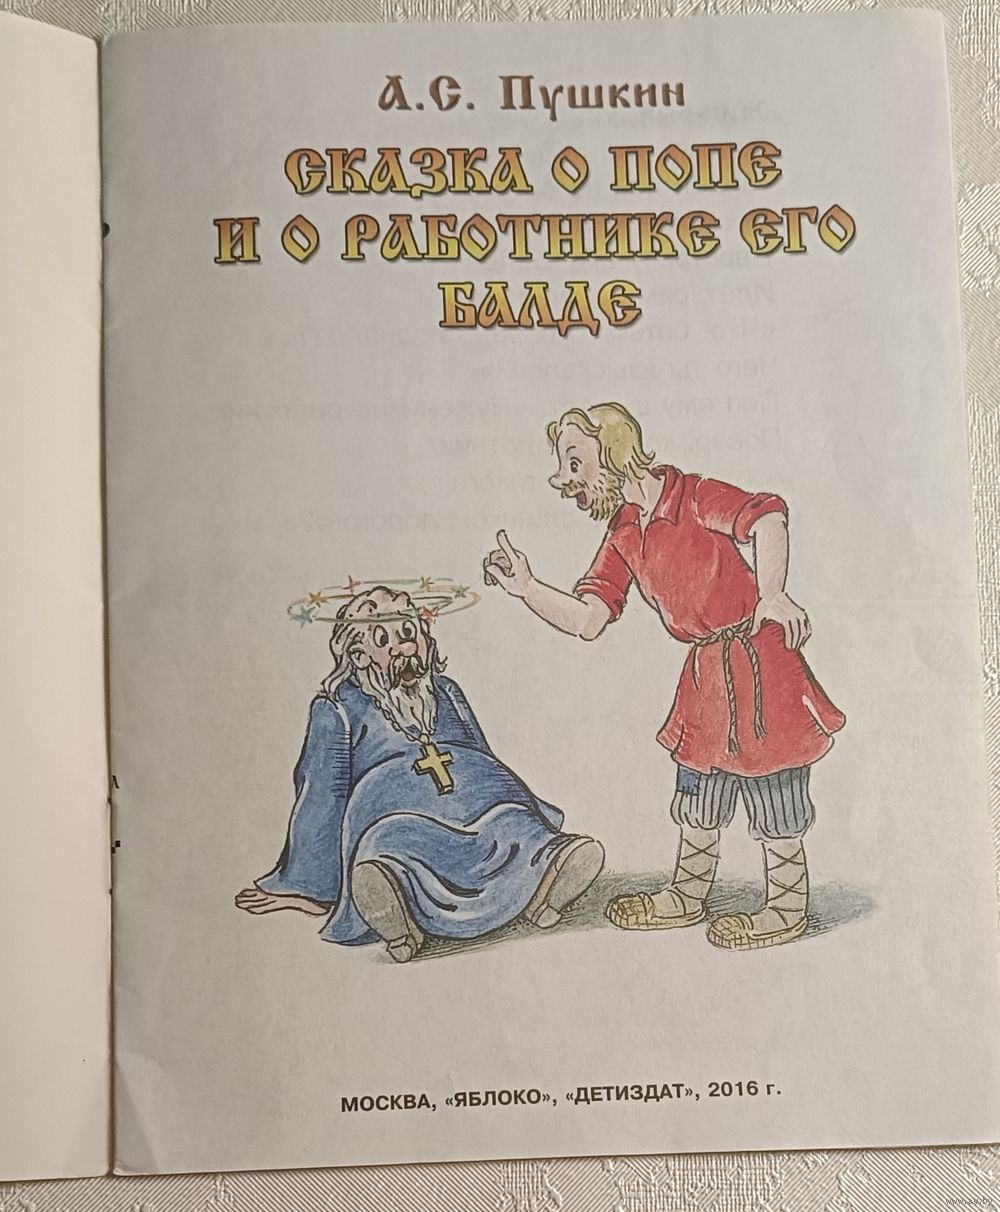 А.С. Пушкин
СКАЗКА О ПОПЕ
И О РАБОТНИКЕ ЕГО
БАЛДЕ
МОСКВА, «ЯБЛОКО», «ДЕТИЗДАТ», 2016 г.